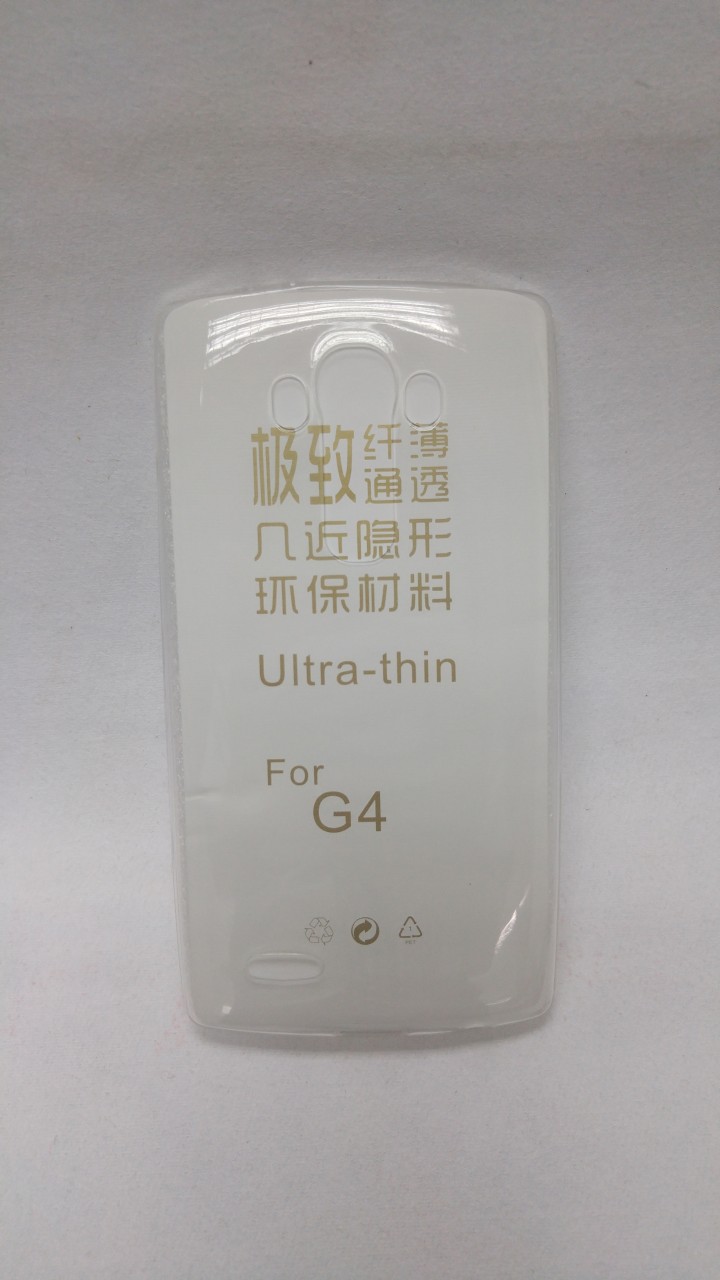 极致纤薄
通透
几近隐形
环保材料
Ultra-thin
For
G4